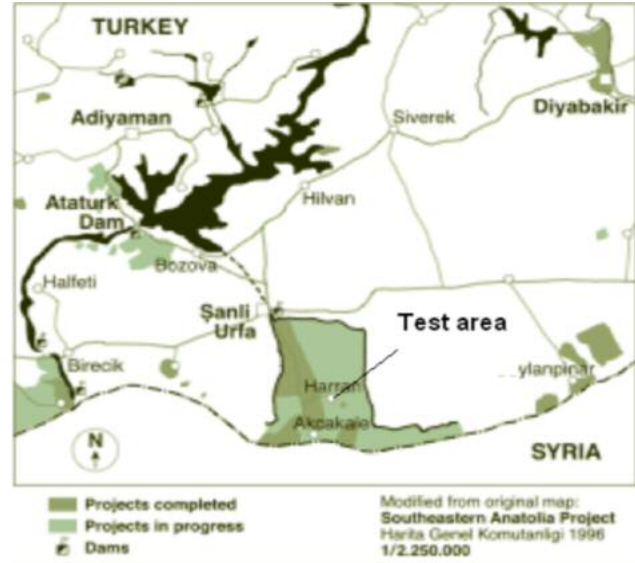 TURKEY
Diyabakir
Adiyaman
Siverek
Ataturk
Dam
Hilvan
Bozova
Halfeti
Şanli
Urfa
Test area
Birecik
Harran
ylanpinar
Akcakale
N
SYRIA
Projects completed
Projects in progress
Dams
Modified from original map:
Southeastern Anatolia Project
Harita Genel Komutanligi 1996
1/2.250.000